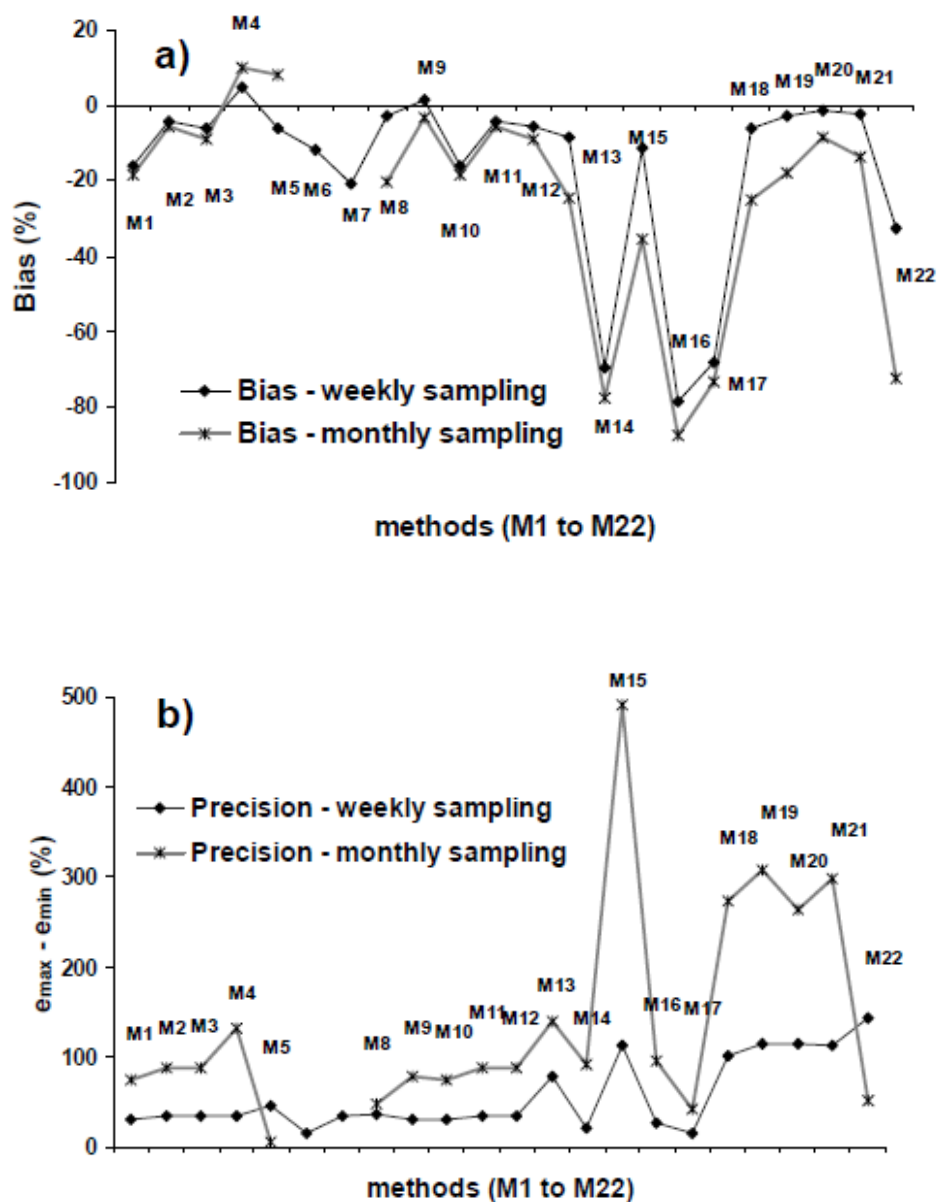 20
0
-20
-40
-60
-80
-100
Bias (%)
a)
M1
M2
M3
M4
M5
M6
M7
M8
M9
M10
M11
M12
M13
M14
M15
M16
M17
M18
M19
M20
M21
M22
Bias - weekly sampling
Bias - monthly sampling
methods (M1 to M22)
500
400
300
200
100
0
emax - emin (%)
b)
M1
M2
M3
M4
M5
M8
M9
M10
M11
M12
M13
M14
M15
M16
M17
M18
M19
M20
M21
M22
Precision - weekly sampling
Precision - monthly sampling
methods (M1 to M22)